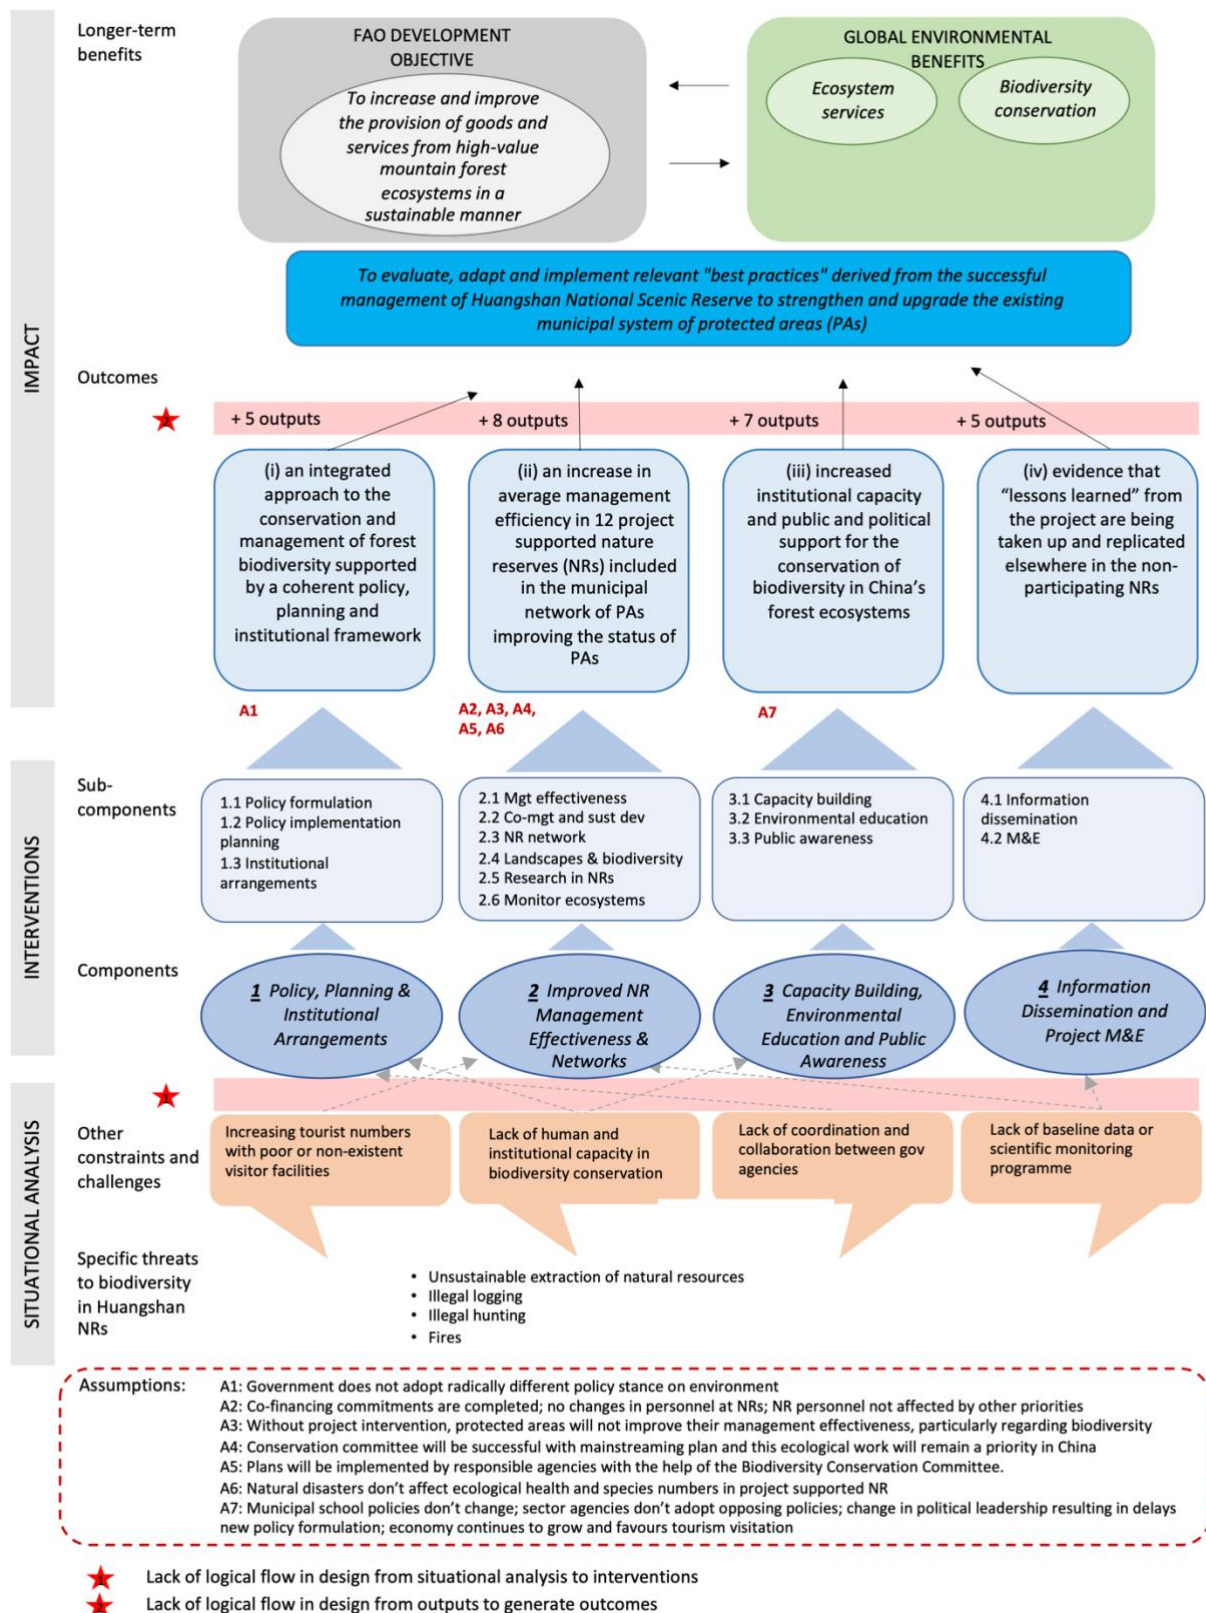 Longer-term
benefits
FAO DEVELOPMENT
OBJECTIVE
To increase and improve
the provision of goods and
services from high-value
mountain forest
ecosystems in a
sustainable manner
GLOBAL ENVIRONMENTAL
BENEFITS
Ecosystem
services
Biodiversity
conservation
To evaluate, adapt and implement relevant "best practices" derived from the successful
management of Huangshan National Scenic Reserve to strengthen and upgrade the existing
municipal system of protected areas (PAs)
IMPACT
Outcomes
2
+ 5 outputs
+ 8 outputs
+ 7 outputs
+ 5 outputs
(i) an integrated
approach to the
conservation and
management of forest
biodiversity supported
by a coherent policy,
planning and
institutional framework
(ii) an increase in
average management
efficiency in 12 project
supported nature
reserves (NRs) included
in the municipal
network of PAs
improving the status of
PAs
(iii) increased
institutional capacity
and public and political
support for the
conservation of
biodiversity in China's
forest ecosystems
(iv) evidence that
“lessons learned” from
the project are being
taken up and replicated
elsewhere in the non-
participating NRs
A1
A2, A3, A4,
A5, A6
A7
INTERVENTIONS
Sub-
components
1.1 Policy formulation
1.2 Policy implementation
planning
1.3 Institutional
arrangements
2.1 Mgt effectiveness
2.2 Co-mgt and sust dev
2.3 NR network
2.4 Landscapes & biodiversity
2.5 Research in NRs
2.6 Monitor ecosystems
3.1 Capacity building
3.2 Environmental education
3.3 Public awareness
4.1 Information
dissemination
4.2 M&E
Components
1 Policy, Planning &
Institutional
Arrangements
2 Improved NR
Management
Effectiveness &
Networks
3 Capacity Building,
Environmental
Education and Public
Awareness
4 Information
Dissemination and
Project M&E
1
SITUATIONAL ANALYSIS
Other
constraints and
challenges
Increasing tourist numbers
with poor or non-existent
visitor facilities
Lack of human and
institutional capacity in
biodiversity conservation
Lack of coordination and
collaboration between gov
agencies
Lack of baseline data or
scientific monitoring
programme
Specific threats
to biodiversity
in Huangshan
NRs
• Unsustainable extraction of natural resources
• Illegal logging
• Illegal hunting
• Fires
Assumptions:
A1: Government does not adopt radically different policy stance on environment
A2: Co-financing commitments are completed; no changes in personnel at NRs; NR personnel not affected by other priorities
A3: Without project intervention, protected areas will not improve their management effectiveness, particularly regarding biodiversity
A4: Conservation committee will be successful with mainstreaming plan and this ecological work will remain a priority in China
A5: Plans will be implemented by responsible agencies with the help of the Biodiversity Conservation Committee.
A6: Natural disasters don't affect ecological health and species numbers in project supported NR
A7: Municipal school policies don't change; sector agencies don't adopt opposing policies; change in political leadership resulting in delays
new policy formulation; economy continues to grow and favours tourism visitation
1 Lack of logical flow in design from situational analysis to interventions
2 Lack of logical flow in design from outputs to generate outcomes